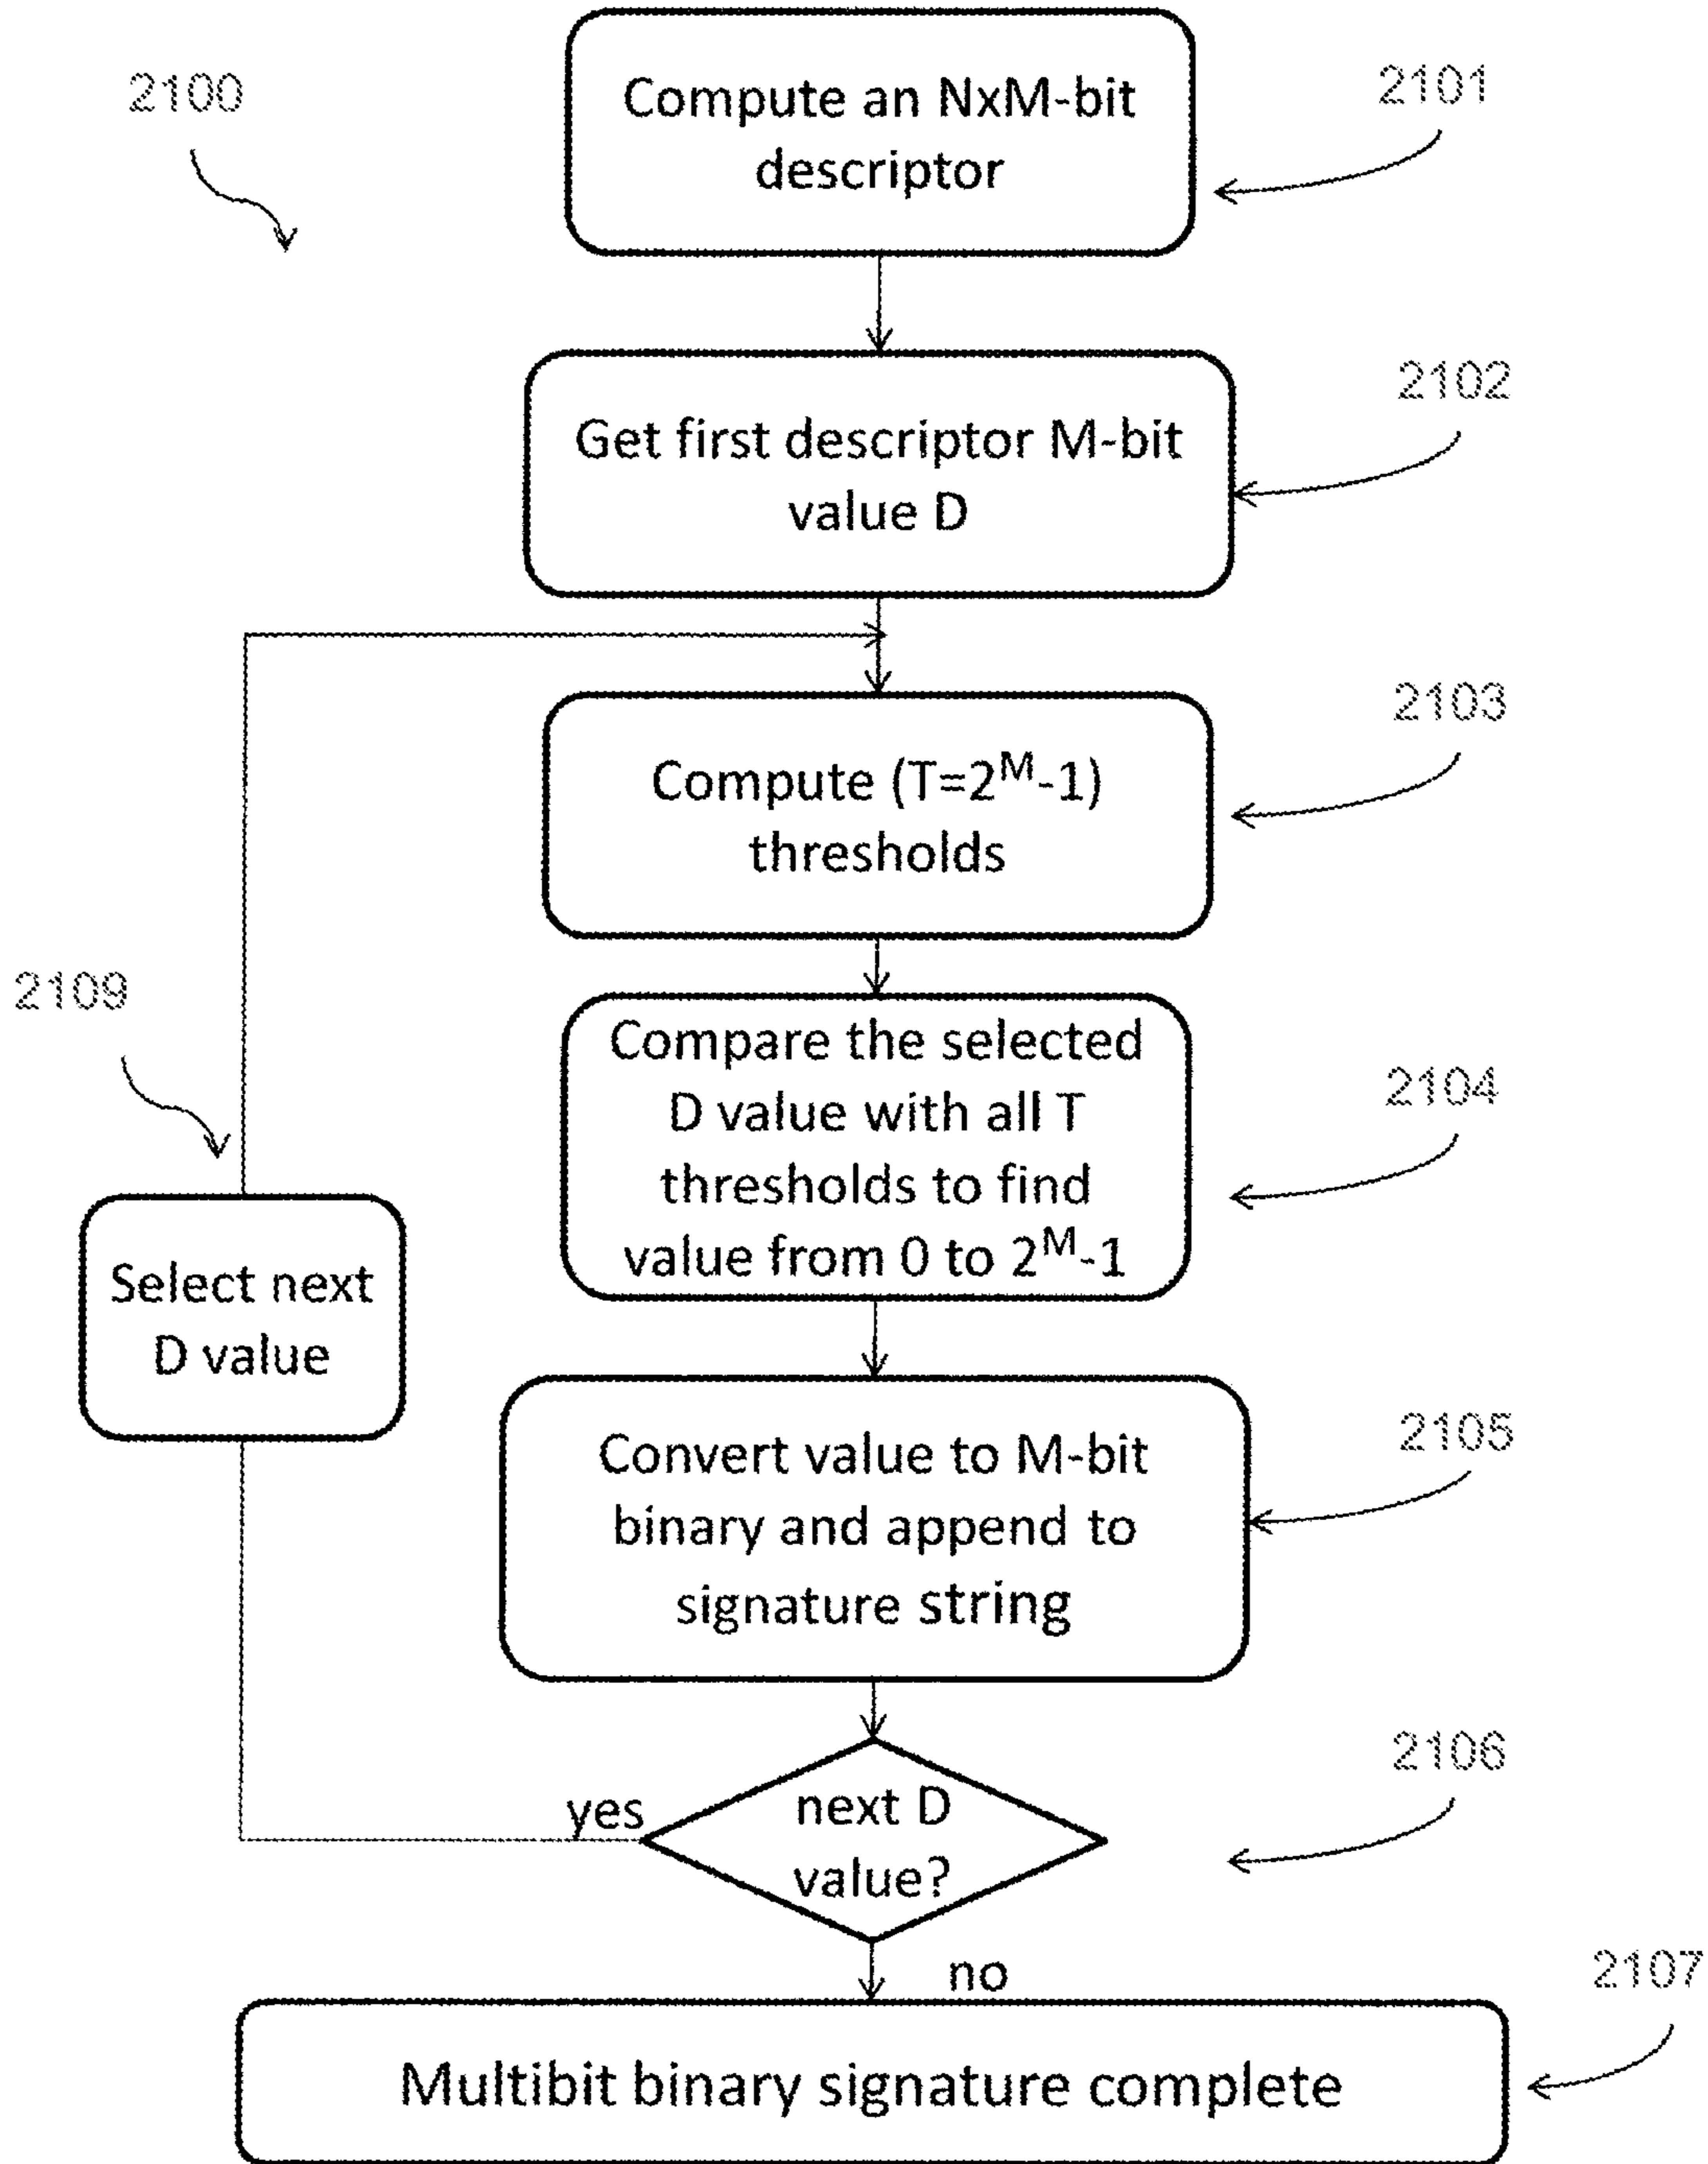 2100
2101
Compute an NxM-bit
descriptor
2102
Get first descriptor M-bit
value D
2103
Compute (T=2^M-1)
thresholds
2109
2104
Compare the selected
D value with all T
thresholds to find
value from 0 to 2^M-1
Select next
D value
2105
Convert value to M-bit
binary and append to
signature string
2106
yes
next D
value?
no
2107
Multibit binary signature complete